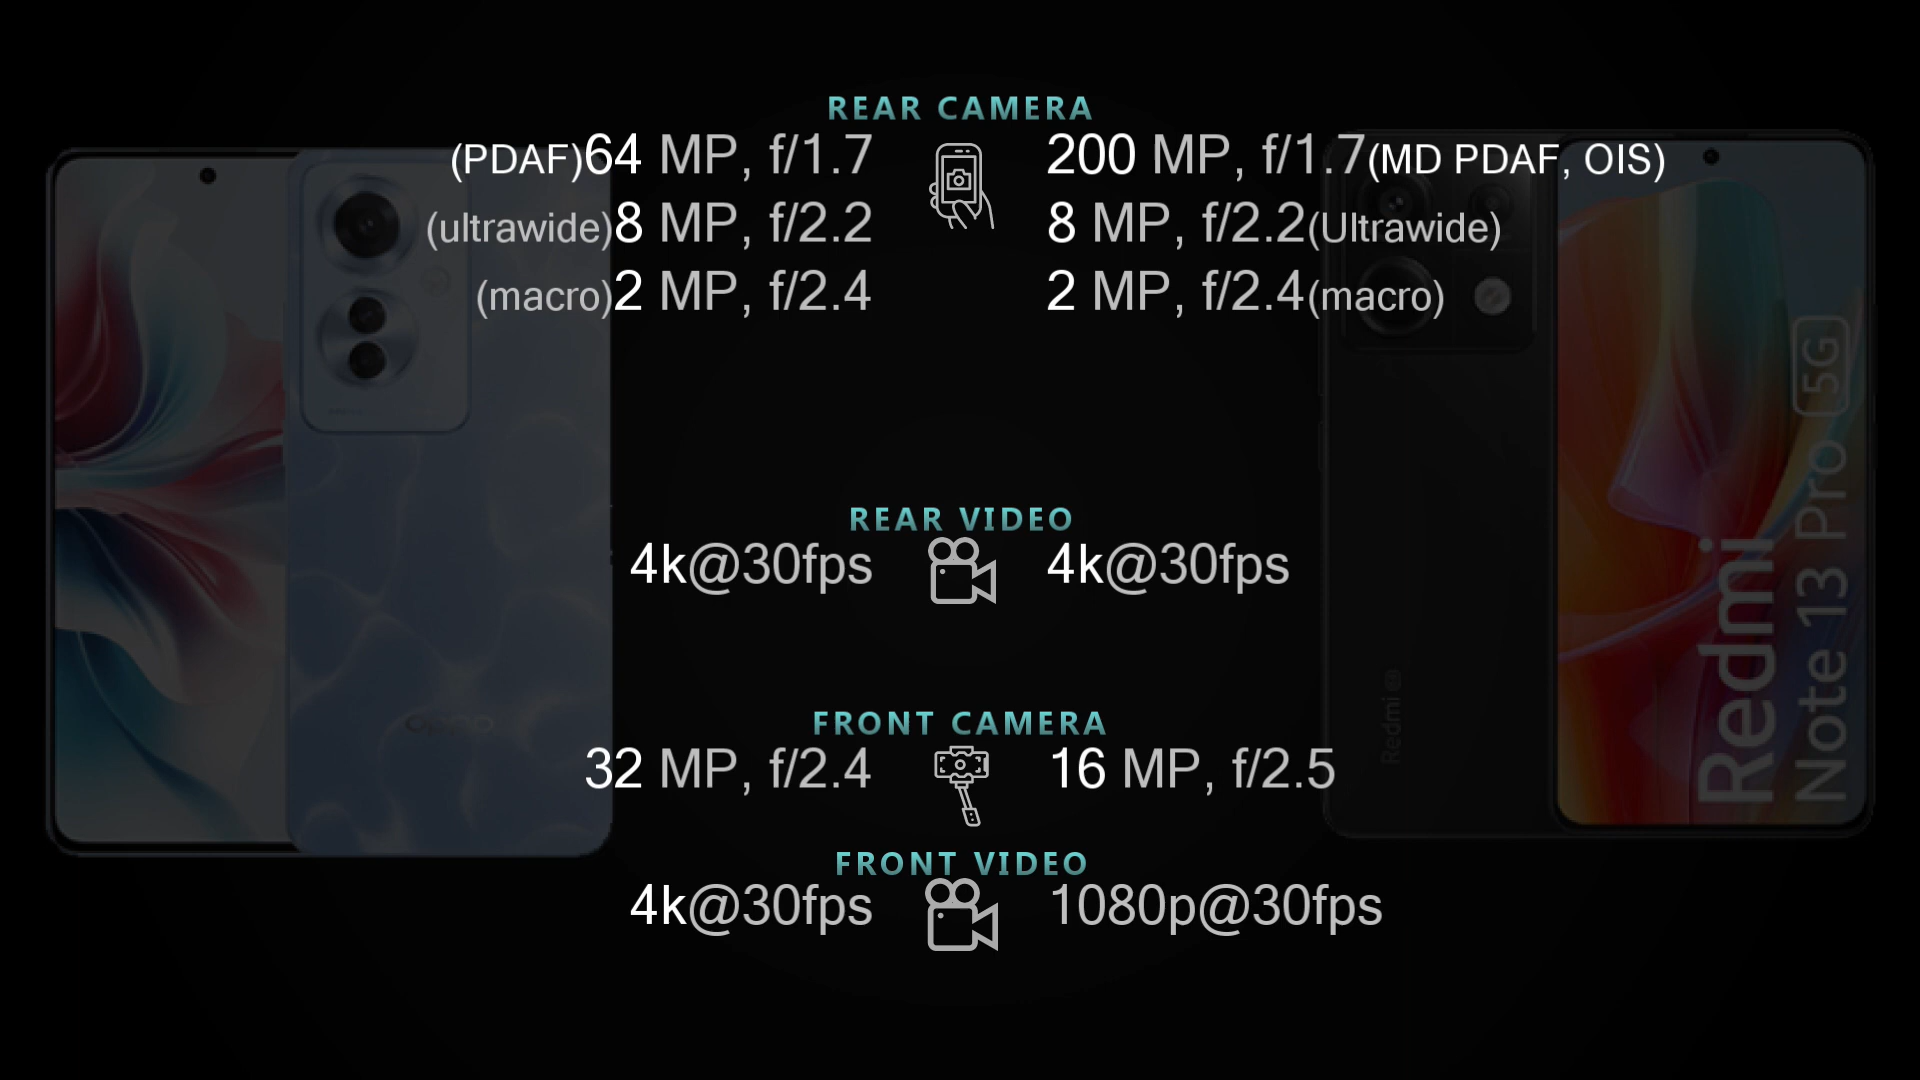 REAR CAMERA
(PDAF)64 MP, f/1.7
200 MP, f/1.7(MD PDAF, OIS)
(ultrawide)8 MP, f/2.2
8 MP, f/2.2(Ultrawide)
(macro)2 MP, f/2.4
2 MP, f/2.4(macro)
REAR VIDEO
4k@30fps
4k@30fps
FRONT CAMERA
32 MP, f/2.4
16 MP, f/2.5
FRONT VIDEO
4k@30fps
1080p@30fps
oppo
Redmi
Redmi
Note 13 Pro 5G